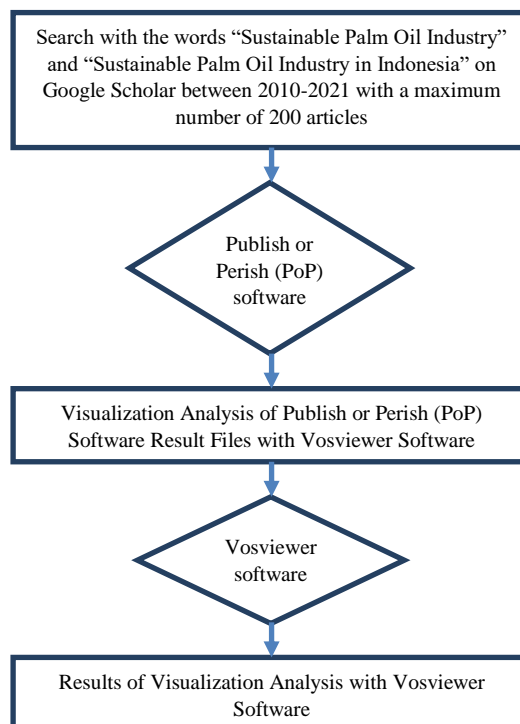 Search with the words “Sustainable Palm Oil Industry”
and “Sustainable Palm Oil Industry in Indonesia” on
Google Scholar between 2010-2021 with a maximum
number of 200 articles
Publish or
Perish (PoP)
software
Visualization Analysis of Publish or Perish (PoP)
Software Result Files with Vosviewer Software
Vosviewer
software
Results of Visualization Analysis with Vosviewer
Software